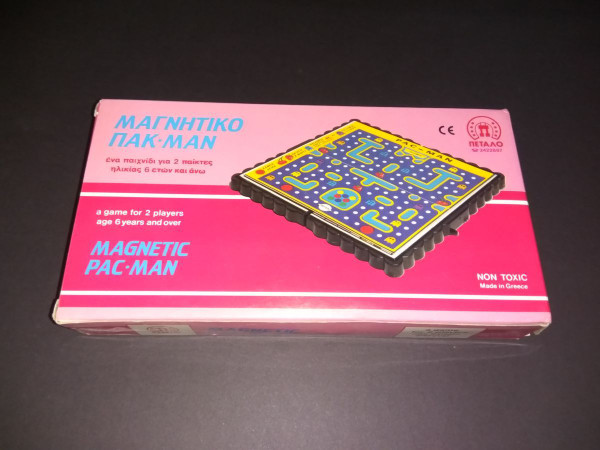 ΜΑΓΝΗΤΙΚΟ
ΠΑΚ·ΜΑΝ
ένα παιχνίδι για 2 παίκτες
ηλικίας 6 ετών και άνω
a game for 2 players
age 6 years and over
MAGNETIC
PAC·MAN
PAC-MAN
CE
ΠΕΤΑΛΟ
NON TOXIC
Made in Greece
MAGNETIC